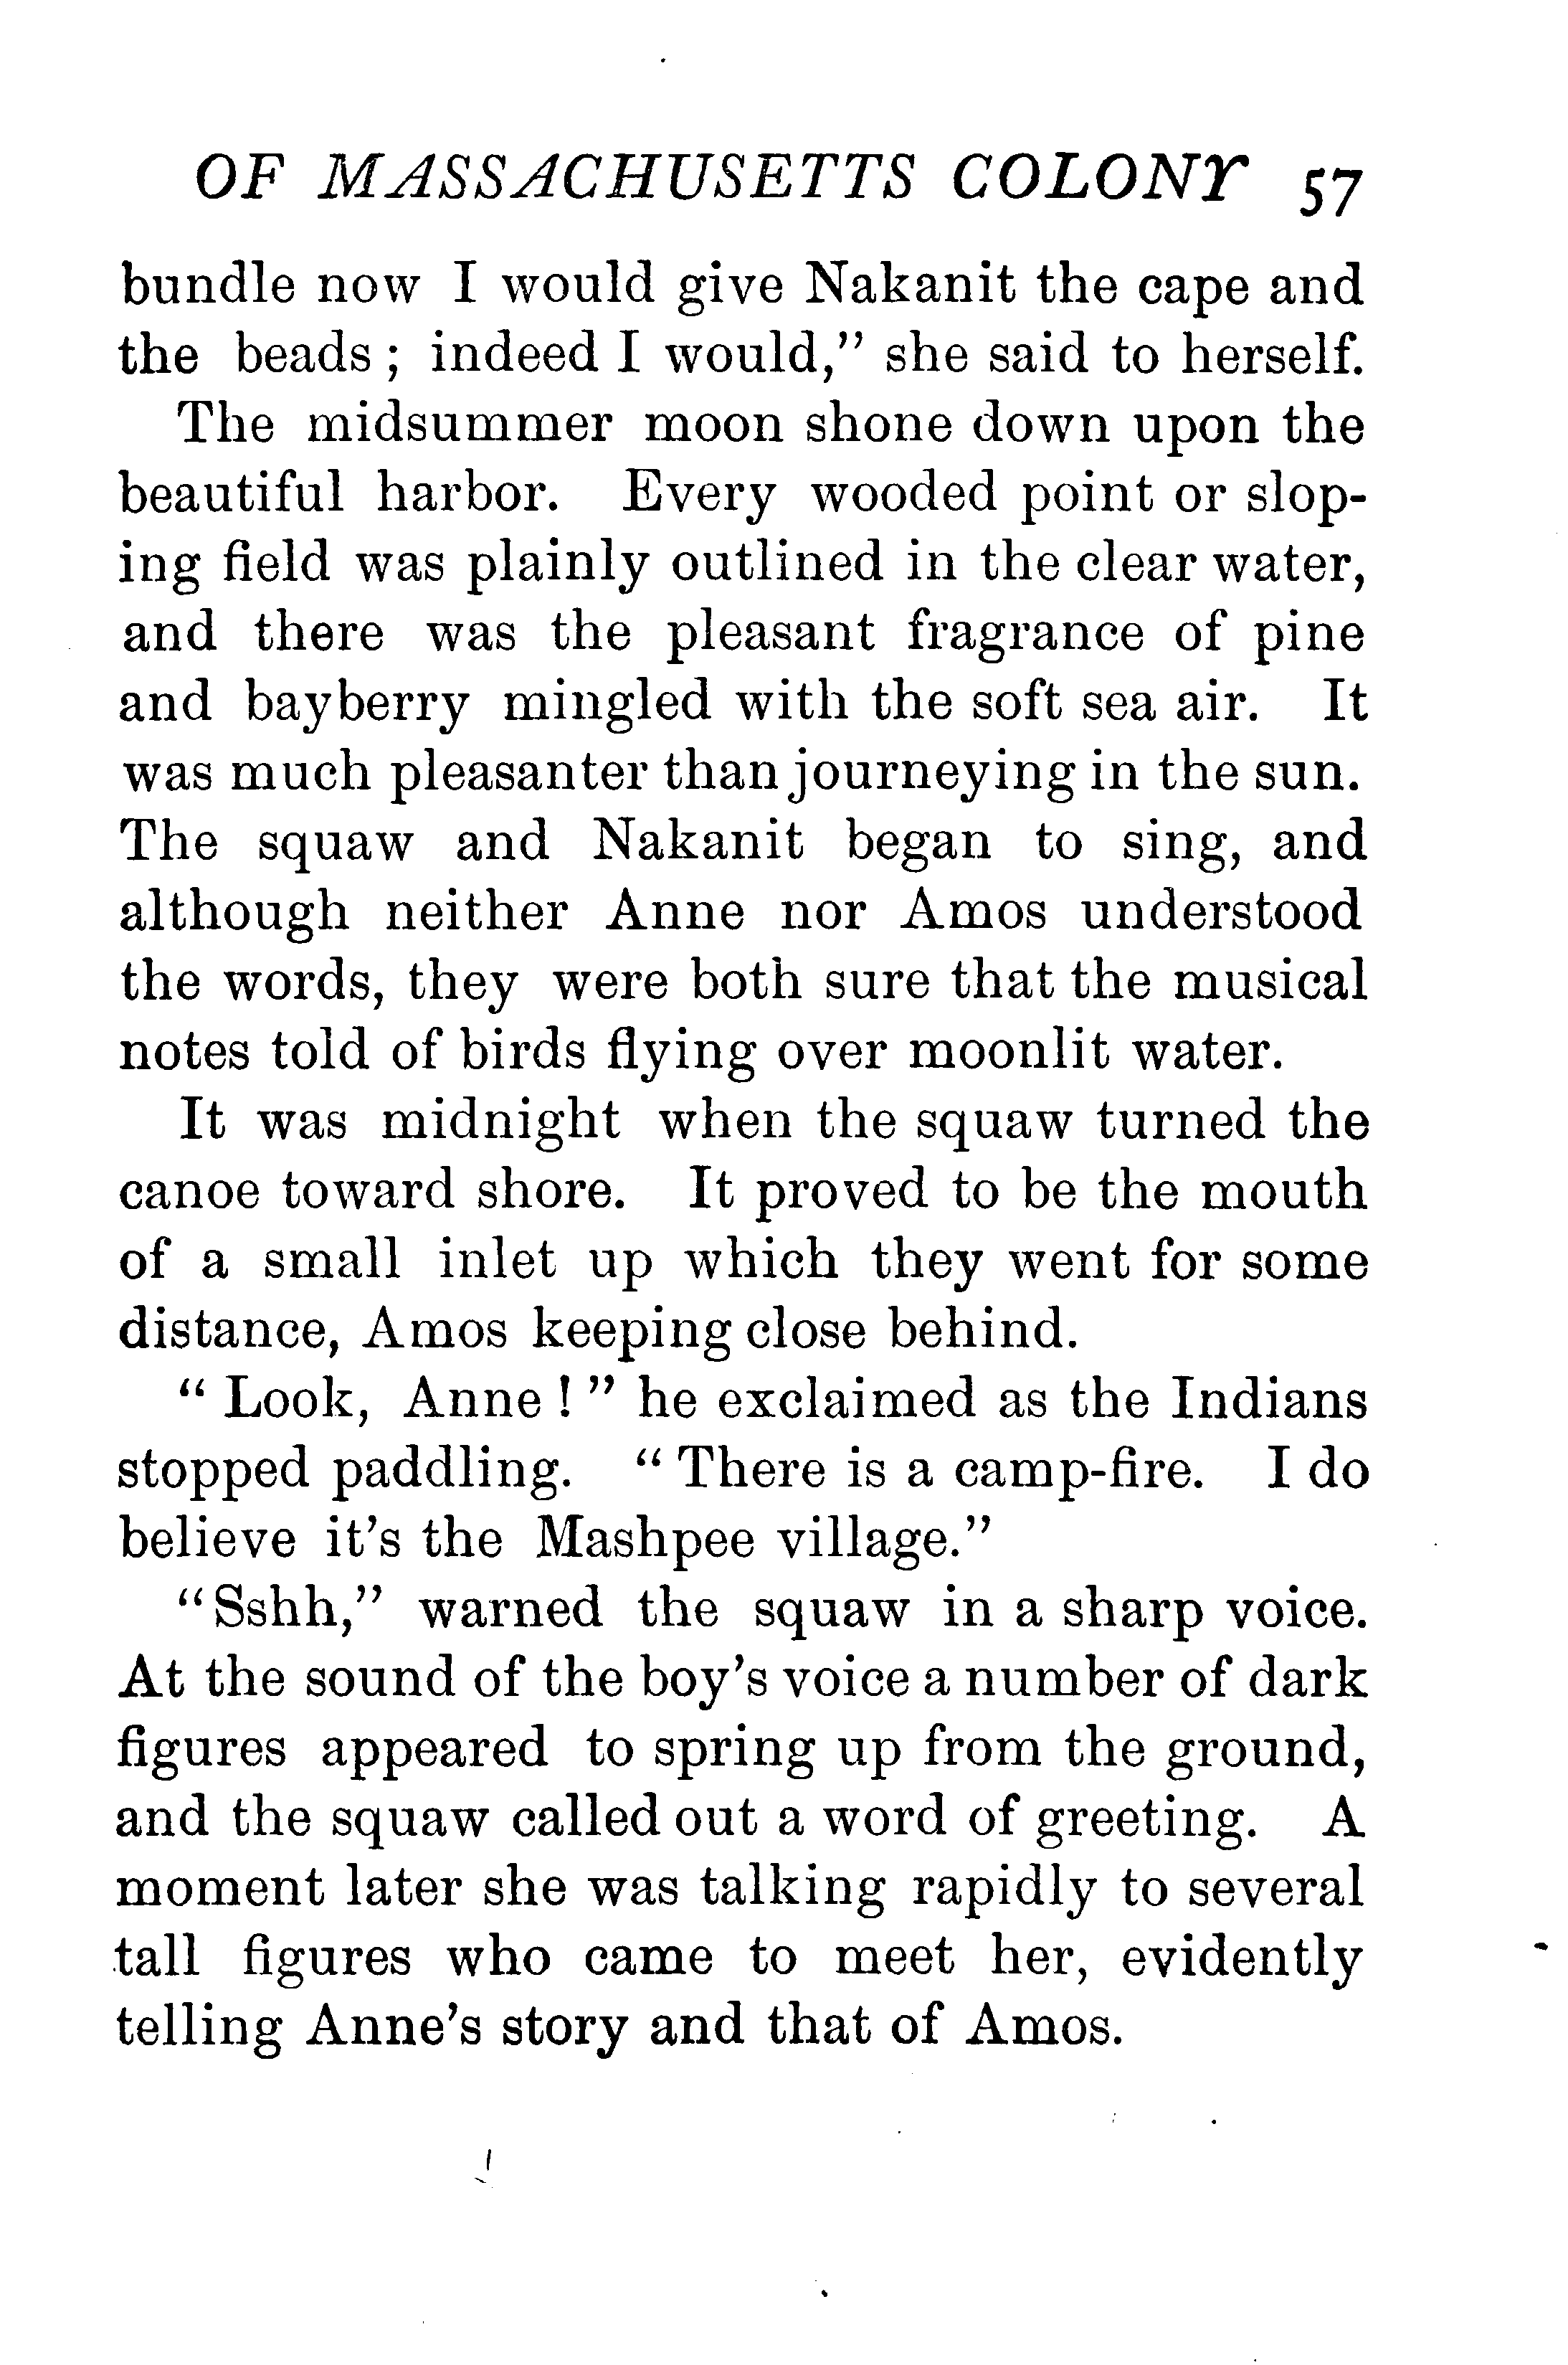 OF MASSACHUSETTS COLONY 57
bundle now I would give Nakanit the cape and
the beads ; indeed I would,” she said to herself.
The midsummer moon shone down upon the
beautiful harbor. Every wooded point or slop-
ing field was plainly outlined in the clear water,
and there was the pleasant fragrance of pine
and bayberry mingled with the soft sea air. It
was much pleasanter than journeying in the sun.
The squaw and Nakanit began to sing, and
although neither Anne nor Amos understood
the words, they were both sure that the musical
notes told of birds flying over moonlit water.
It was midnight when the squaw turned the
canoe toward shore. It proved to be the mouth
of a small inlet up which they went for some
distance, Amos keeping close behind.
“ Look, Anne ! ” he exclaimed as the Indians
stopped paddling. “ There is a camp-fire. I do
believe it’s the Mashpee village.”
“Sshh,” warned the squaw in a sharp voice.
At the sound of the boy’s voice a number of dark
figures appeared to spring up from the ground,
and the squaw called out a word of greeting. A
moment later she was talking rapidly to several
tall figures who came to meet her, evidently
telling Anne’s story and that of Amos.